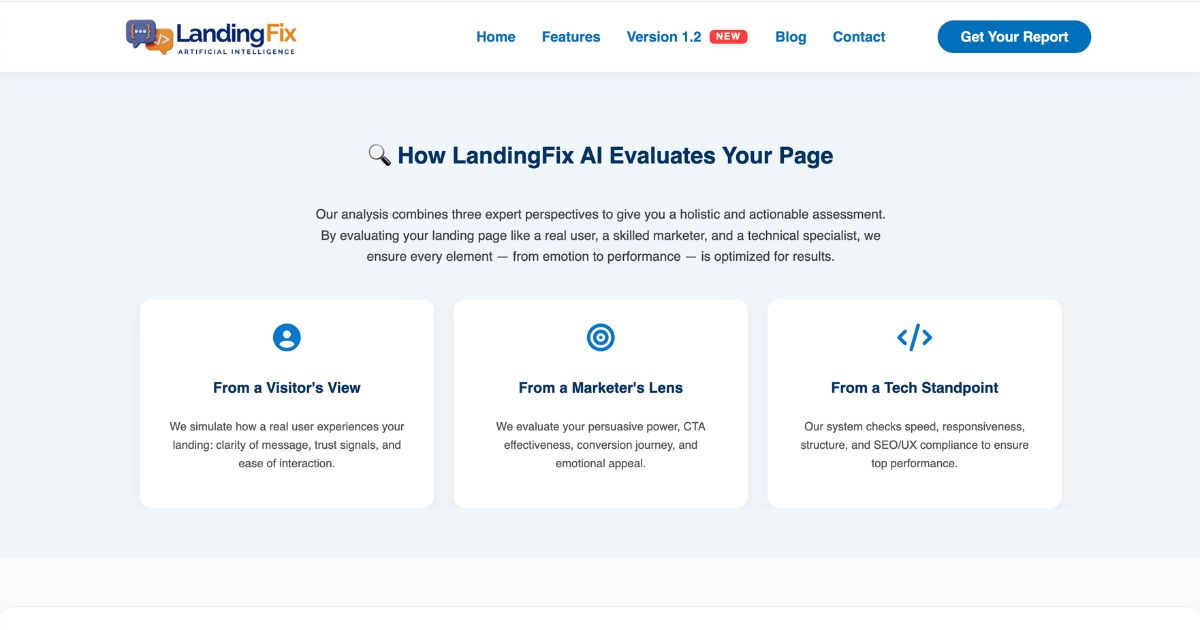 LandingFix
ARTIFICIAL INTELLIGENCE
Home
Features
Version 1.2 NEW
Blog
Contact
Get Your Report
How LandingFix AI Evaluates Your Page
Our analysis combines three expert perspectives to give you a holistic and actionable assessment.
By evaluating your landing page like a real user, a skilled marketer, and a technical specialist, we
ensure every element — from emotion to performance — is optimized for results.
From a Visitor's View
We simulate how a real user experiences your
landing: clarity of message, trust signals, and
ease of interaction.
From a Marketer's Lens
We evaluate your persuasive power, CTA
effectiveness, conversion journey, and
emotional appeal.
From a Tech Standpoint
Our system checks speed, responsiveness,
structure, and SEO/UX compliance to ensure
top performance.